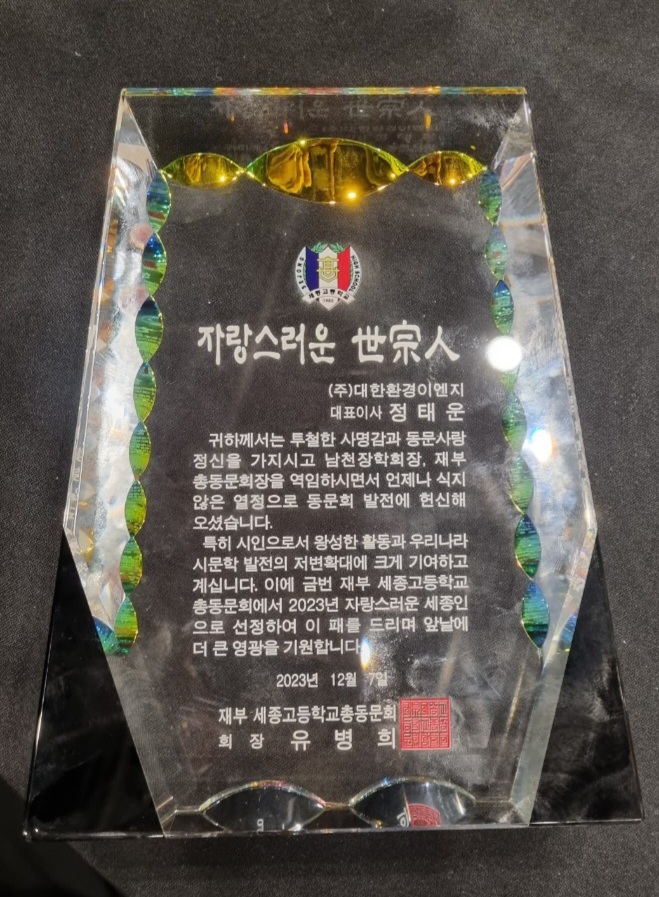 HIGH SCHOOL
세종고등학교
자랑스러운 世宗人
(주)대한환경이엔지
대표이사 정태운
귀하께서는 투철한 사명감과 동문사랑
정신을 가지시고 남천장학회장, 재부
총동문회장을 역임하시면서 언제나 식지
않은 열정으로 동문회 발전에 헌신해
오셨습니다.
특히 시인으로서 왕성한 활동과 우리나라
시문학 발전의 저변확대에 크게 기여하고
계십니다. 이에 금번 재부 세종고등학교
총동문회에서 2023년 자랑스러운 세종인
으로 선정하여 이 패를 드리며 앞날에
더 큰 영광을 기원합니다.
2023년 12월 7일
재부 세종고등학교총동문회
회 장 유 병 희